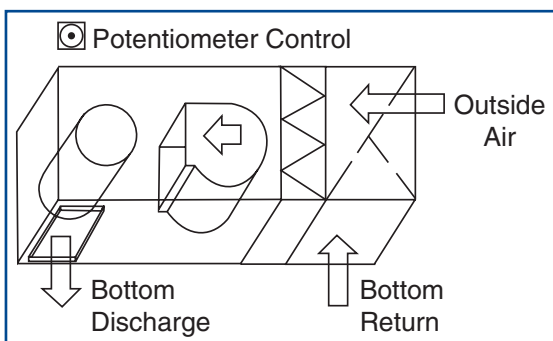 Potentiometer Control
Outside
Air
Bottom
Discharge
Bottom
Return